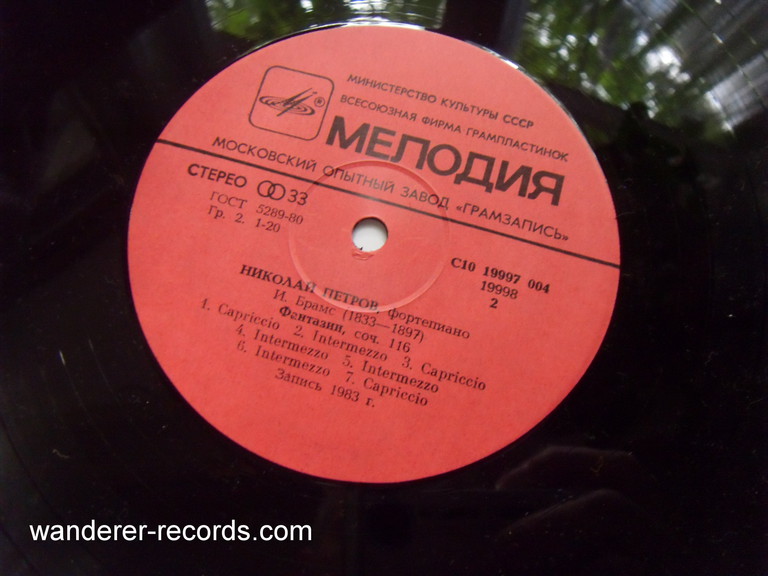 МИНИСТЕРСТВО КУЛЬТУРЫ СССР
ВСЕСОЮЗНАЯ ФИРМА ГРАМПЛАСТИНОК
МЕЛОДИЯ
МОСКОВСКИЙ ОПЫТНЫЙ ЗАВОД «ГРАМЗАПИСЬ»
СТЕРЕО 33
ГОСТ 5289-80
Гр. 2. 1-20
С10 19997 004
19998
2
НИКОЛАЙ ПЕТРОВ, фортепиано
И. Брамс (1833—1897)
Фантазии, соч. 116
1. Capriccio 2. Intermezzo 3. Capriccio
4. Intermezzo 5. Intermezzo
6. Intermezzo 7. Capriccio
Запись 1983 г.
wanderer-records.com